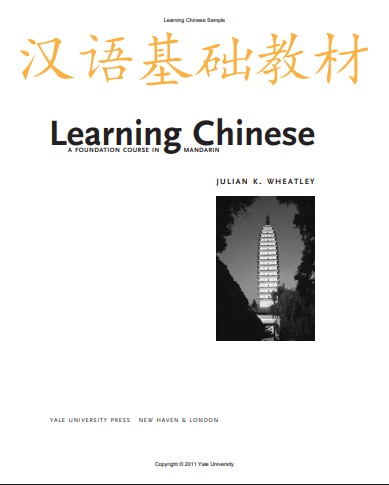 Learning Chinese Sample
汉语基础教材
Learning Chinese
A FOUNDATION COURSE IN MANDARIN
JULIAN K. WHEATLEY
YALE UNIVERSITY PRESS NEW HAVEN & LONDON
Copyright © 2011 Yale University